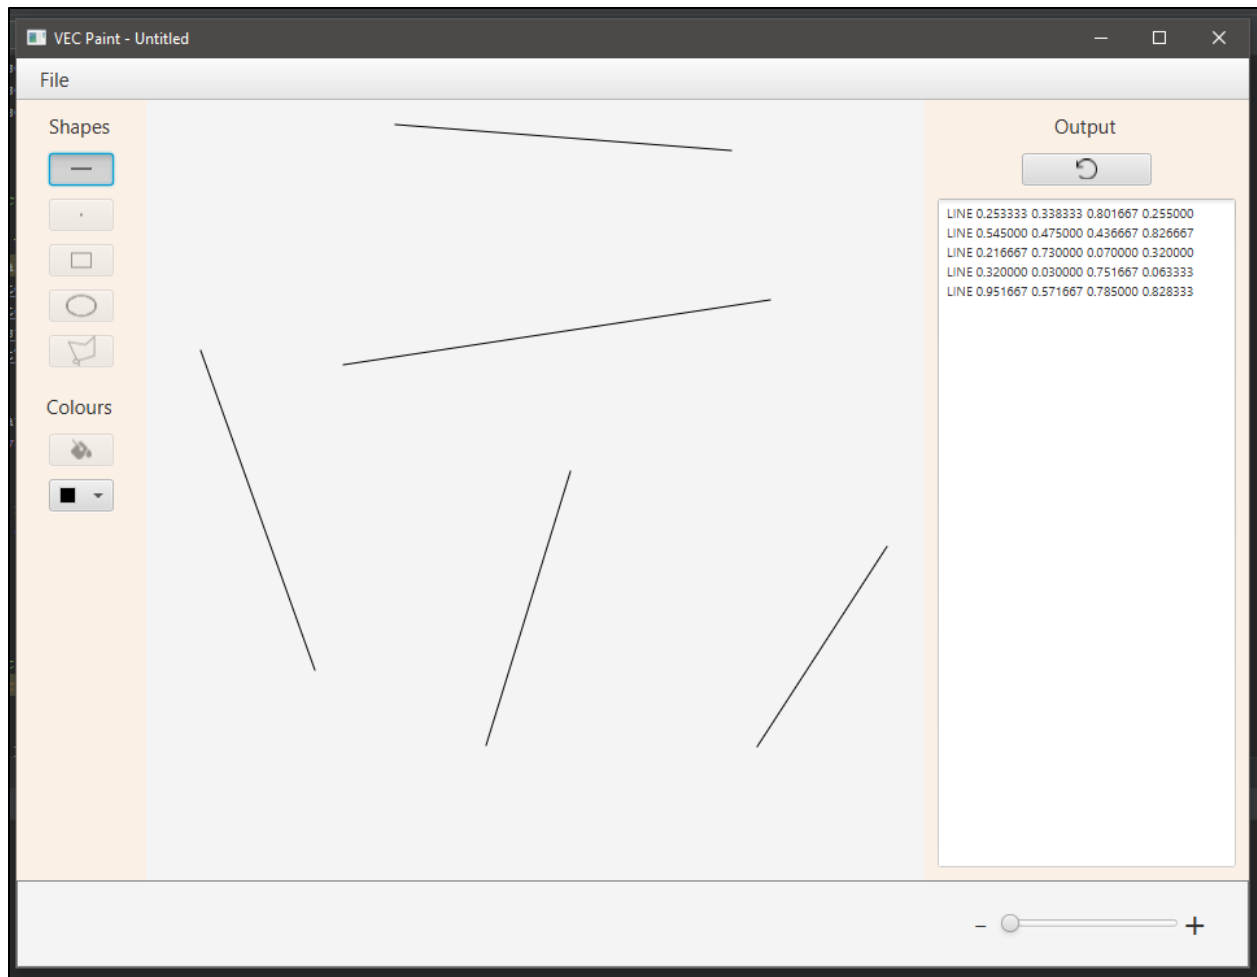 VEC Paint - Untitled
File
Shapes
Colours
Output
LINE 0.253333 0.338333 0.801667 0.255000
LINE 0.545000 0.475000 0.436667 0.826667
LINE 0.216667 0.730000 0.070000 0.320000
LINE 0.320000 0.030000 0.751667 0.063333
LINE 0.951667 0.571667 0.785000 0.828333
- +